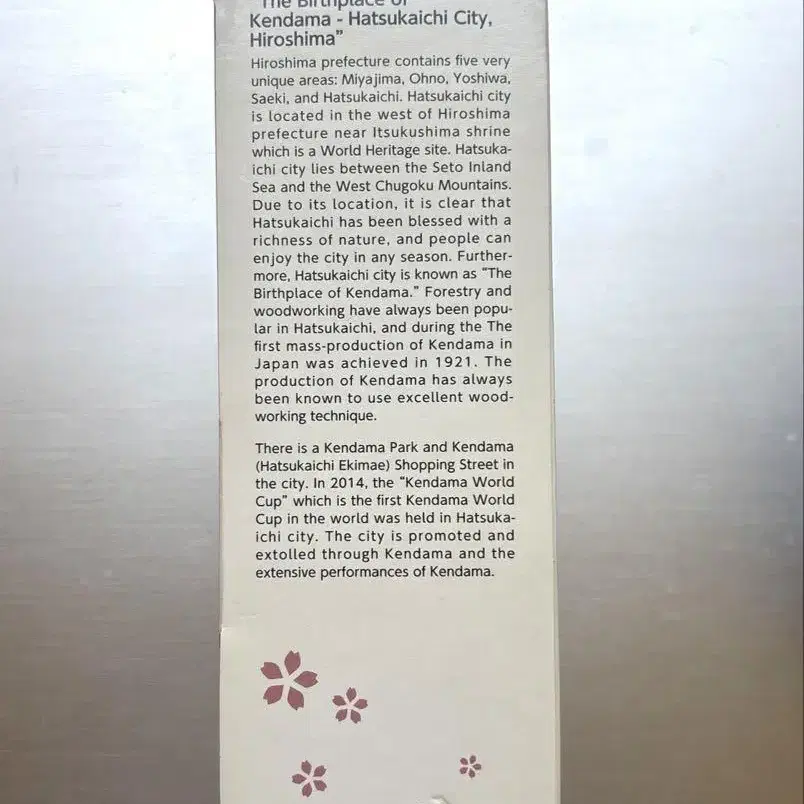 "The Birthplace of
Kendama - Hatsukaichi City,
Hiroshima"
Hiroshima prefecture contains five very
unique areas: Miyajima, Ohno, Yoshiwa,
Saeki, and Hatsukaichi. Hatsukaichi city
is located in the west of Hiroshima
prefecture near Itsukushima shrine
which is a World Heritage site. Hatsuka-
ichi city lies between the Seto Inland
Sea and the West Chugoku Mountains.
Due to its location, it is clear that
Hatsukaichi has been blessed with a
richness of nature, and people can
enjoy the city in any season. Further-
more, Hatsukaichi city is known as "The
Birthplace of Kendama." Forestry and
woodworking have always been popu-
lar in Hatsukaichi, and during the The
first mass-production of Kendama in
Japan was achieved in 1921. The
production of Kendama has always
been known to use excellent wood-
working technique.
There is a Kendama Park and Kendama
(Hatsukaichi Ekimae) Shopping Street in
the city. In 2014, the "Kendama World
Cup" which is the first Kendama World
Cup in the world was held in Hatsuka-
ichi city. The city is promoted and
extolled through Kendama and the
extensive performances of Kendama.